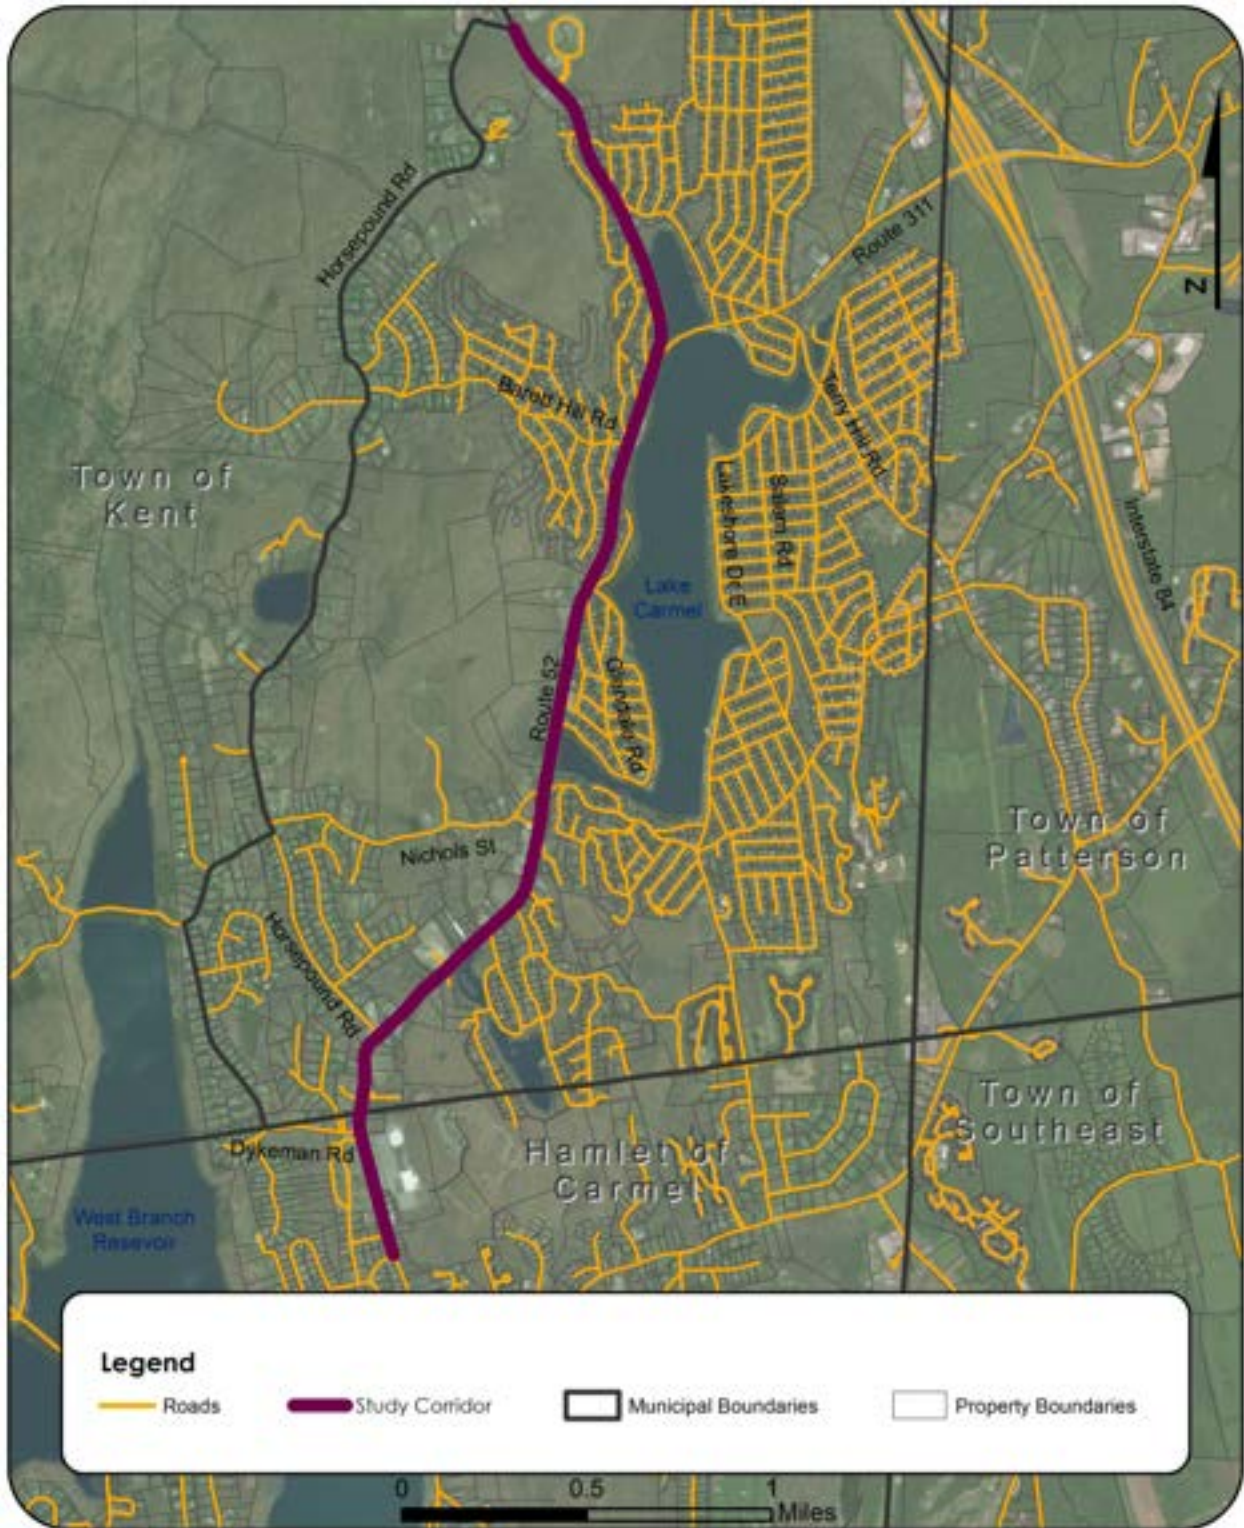 Horsepound Rd
Route 311
N
Barrett Hill Rd
Terry Hill Rd
Town of
Kent
Lakeshore Dr E
Salem Rd
Interstate 84
Lake
Carmel
Route 52
Glendale Rd
Town of
Patterson
Nichols St
Horsepound Rd
Town of
Southeast
Dykeman Rd
Hamlet of
Carmel
West Branch
Resevoir
Legend
Roads
Study Corridor
Municipal Boundaries
Property Boundaries
0 0.5 1
Miles